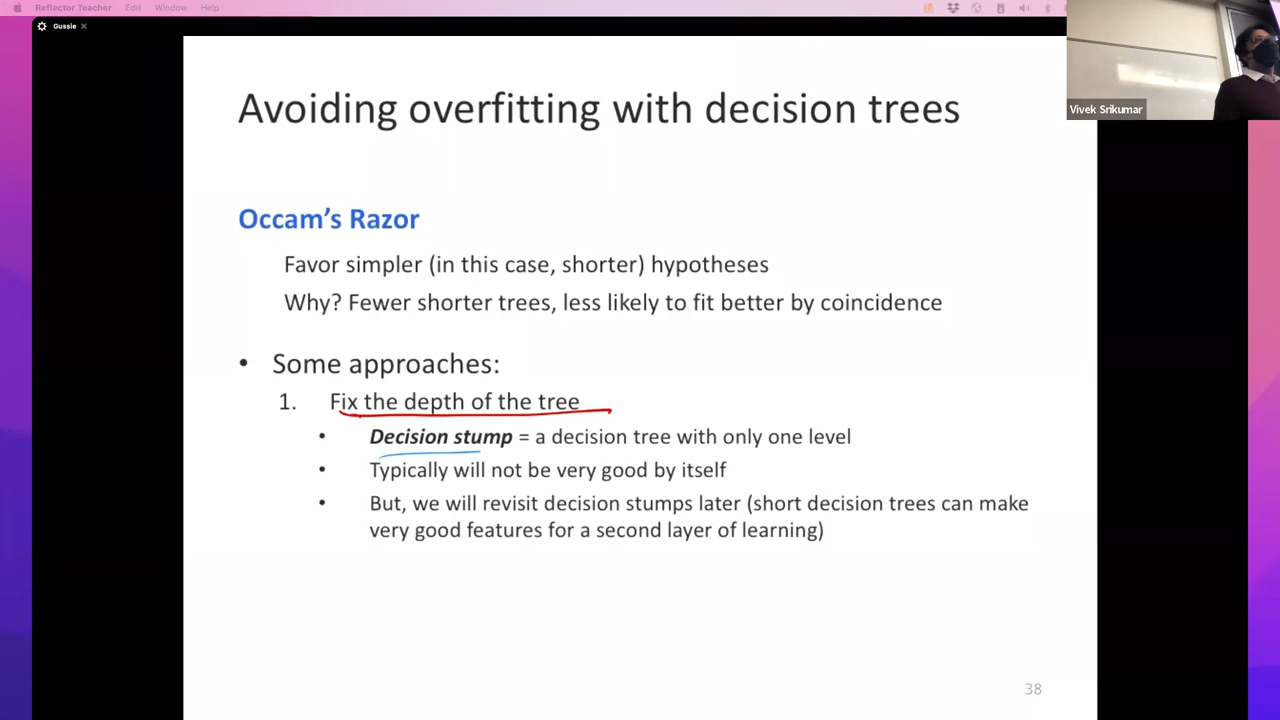 Reflector Teacher Edit Window Help
Gussie ×
Vivek Srikumar
Avoiding overfitting with decision trees
Occam's Razor
Favor simpler (in this case, shorter) hypotheses
Why? Fewer shorter trees, less likely to fit better by coincidence
• Some approaches:
1. Fix the depth of the tree
• Decision stump = a decision tree with only one level
• Typically will not be very good by itself
• But, we will revisit decision stumps later (short decision trees can make
very good features for a second layer of learning)
38